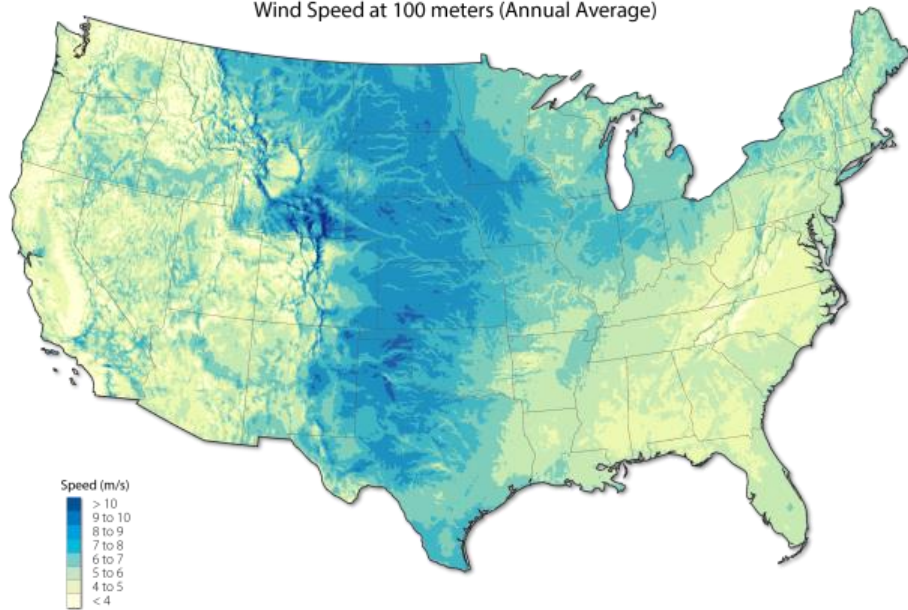 Wind Speed at 100 meters (Annual Average)
Speed (m/s)
> 10
9 to 10
8 to 9
7 to 8
6 to 7
5 to 6
4 to 5
< 4